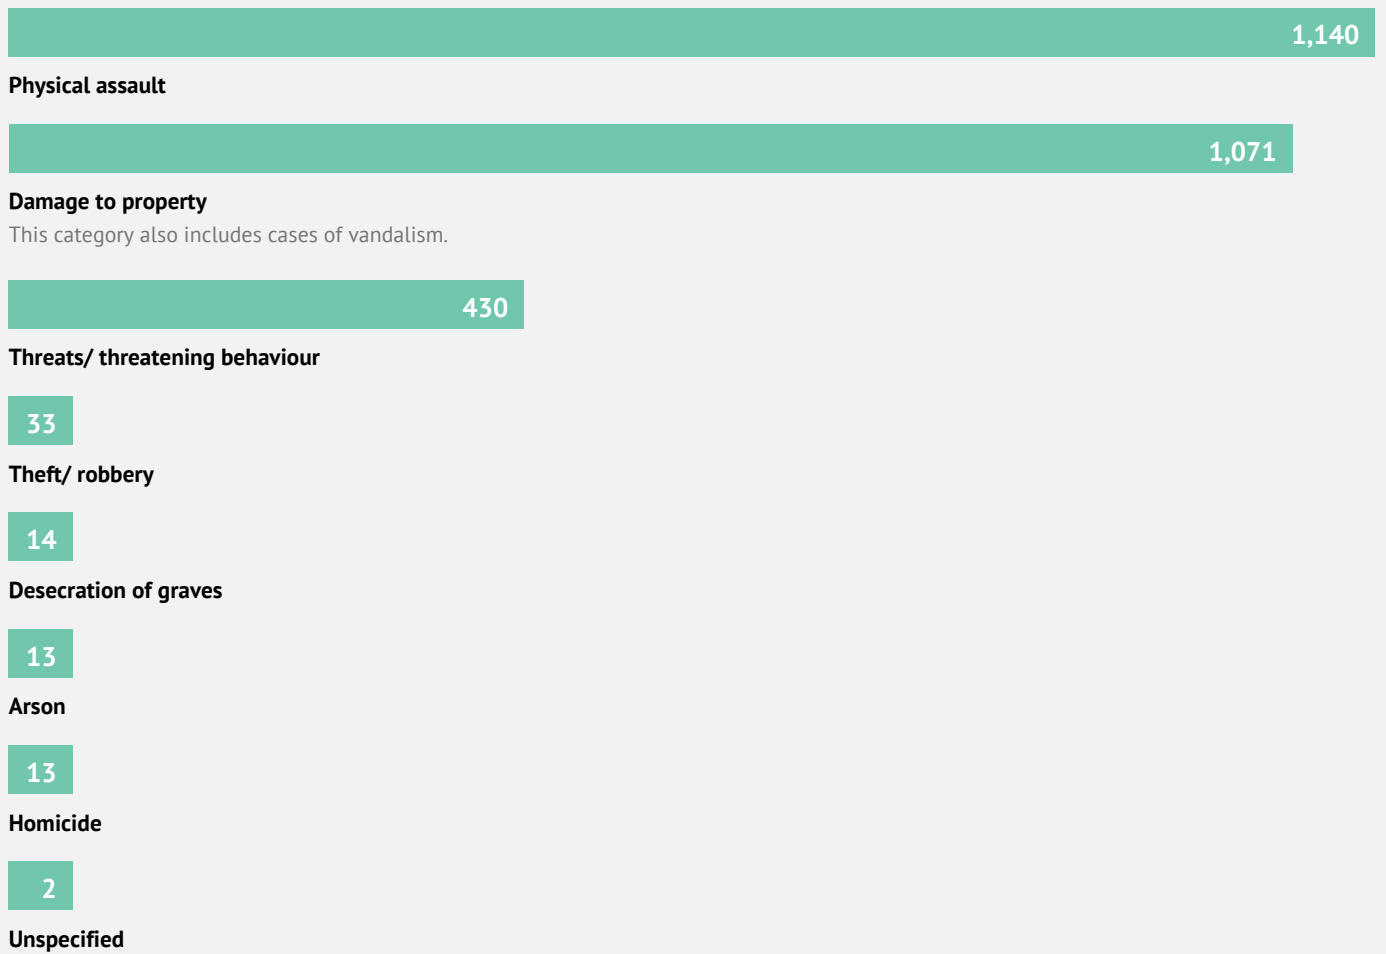 1,140
Physical assault
1,071
Damage to property
This category also includes cases of vandalism.
430
Threats/ threatening behaviour
33
Theft/ robbery
14
Desecration of graves
13
Arson
13
Homicide
2
Unspecified